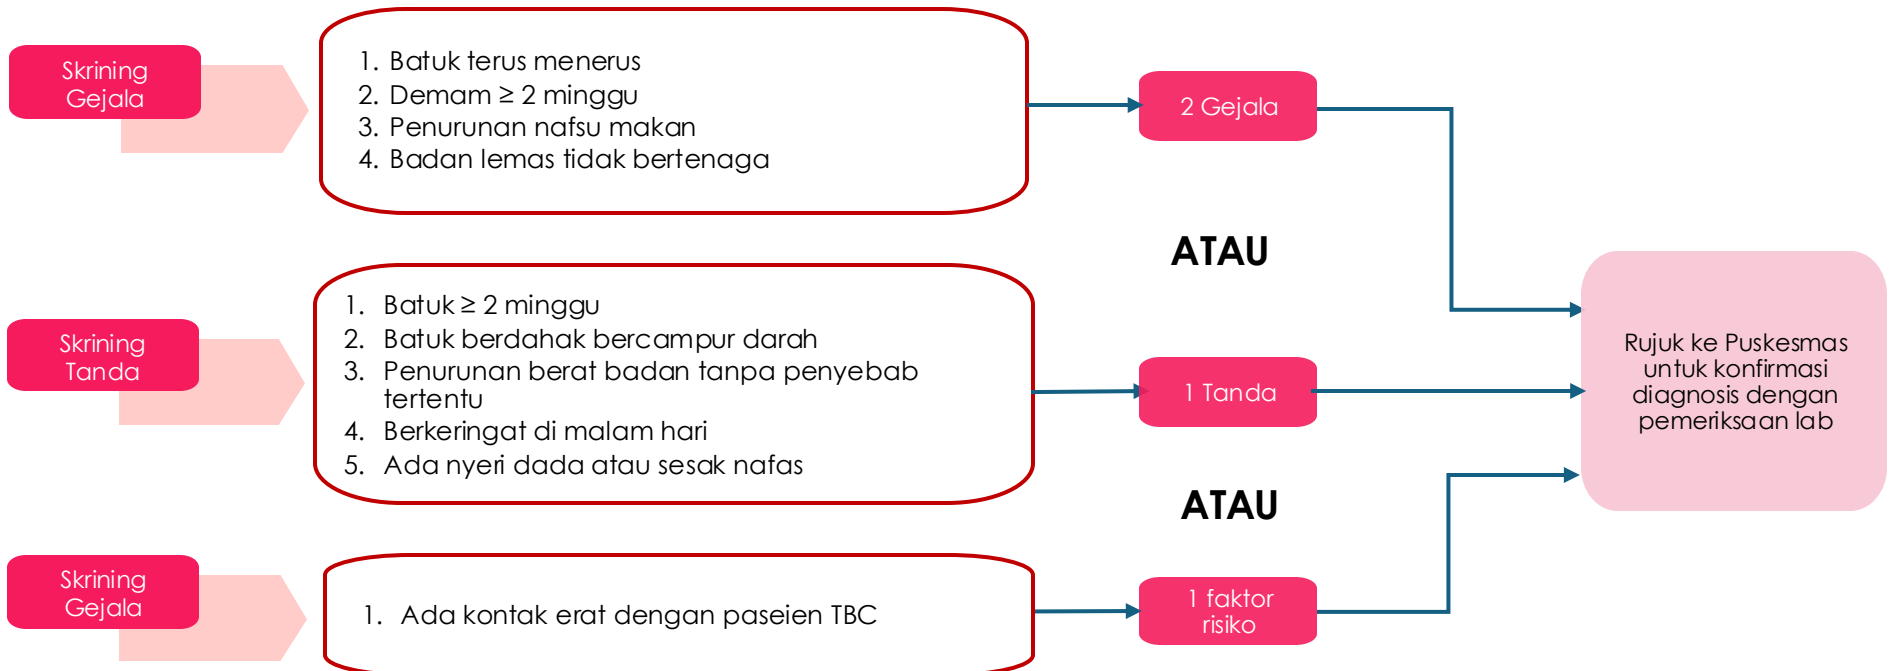 Skrining
Gejala
1. Batuk terus menerus
2. Demam ≥ 2 minggu
3. Penurunan nafsu makan
4. Badan lemas tidak bertenaga
2 Gejala
ATAU
Skrining
Tanda
1. Batuk ≥ 2 minggu
2. Batuk berdahak bercampur darah
3. Penurunan berat badan tanpa penyebab
tertentu
4. Berkeringat di malam hari
5. Ada nyeri dada atau sesak nafas
1 Tanda
Rujuk ke Puskesmas
untuk konfirmasi
diagnosis dengan
pemeriksaan lab
ATAU
Skrining
Gejala
1. Ada kontak erat dengan paseien TBC
1 faktor
risiko